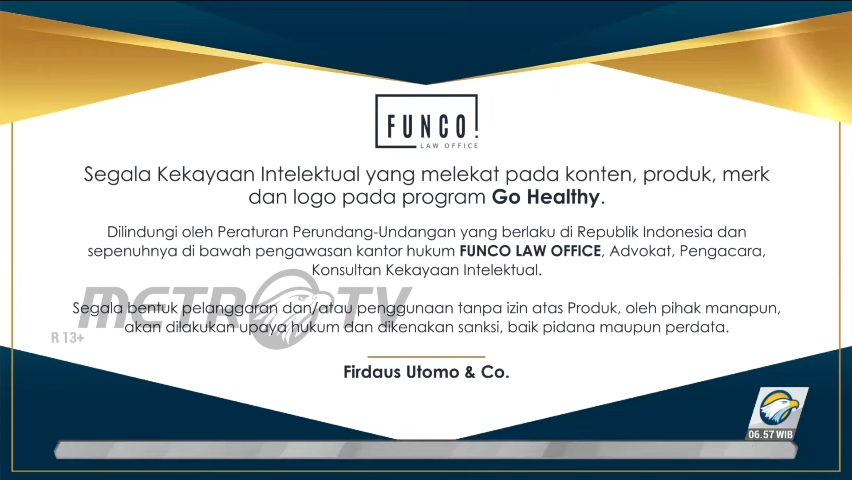 FUNCO!
LAW OFFICE
Segala Kekayaan Intelektual yang melekat pada konten, produk, merk
dan logo pada program Go Healthy.
Dilindungi oleh Peraturan Perundang-Undangan yang berlaku di Republik Indonesia dan
sepenuhnya di bawah pengawasan kantor hukum FUNCO LAW OFFICE, Advokat, Pengacara,
Konsultan Kekayaan Intelektual.
METRO TV
Segala bentuk pelanggaran dan/atau penggunaan tanpa izin atas Produk, oleh pihak manapun,
akan dilakukan upaya hukum dan dikenakan sanksi, baik pidana maupun perdata.
R 13+
Firdaus Utomo & Co.
06.57 WIB